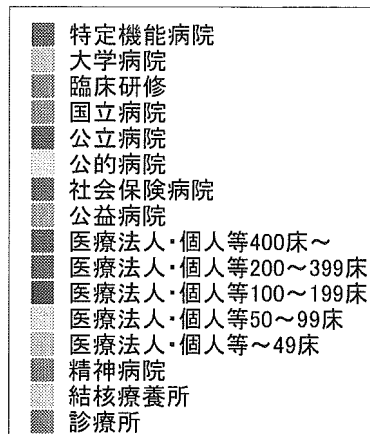 特定機能病院
大学病院
臨床研修
国立病院
公立病院
公的病院
社会保険病院
公益病院
医療法人・個人等400床～
医療法人・個人等200～399床
医療法人・個人等100～199床
医療法人・個人等50～99床
医療法人・個人等～49床
精神病院
結核療養所
診療所